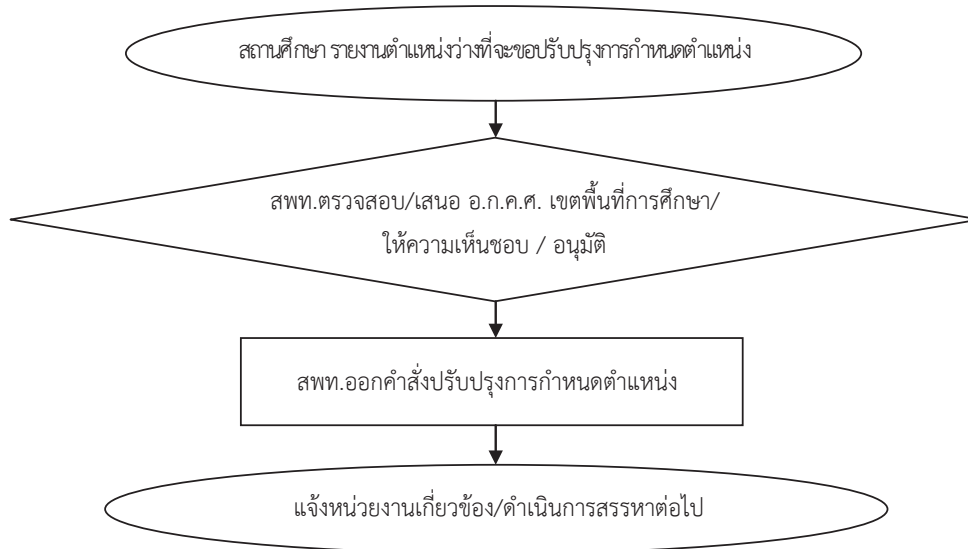 สถานศึกษา รายงานตำแหน่งว่างที่จะขอปรับปรุงการกำหนดตำแหน่ง
สพท.ตรวจสอบ/เสนอ อ.ก.ค.ศ. เขตพื้นที่การศึกษา/
ให้ความเห็นชอบ / อนุมัติ
สพท.ออกคำสั่งปรับปรุงการกำหนดตำแหน่ง
แจ้งหน่วยงานเกี่ยวข้อง/ดำเนินการสรรหาต่อไป